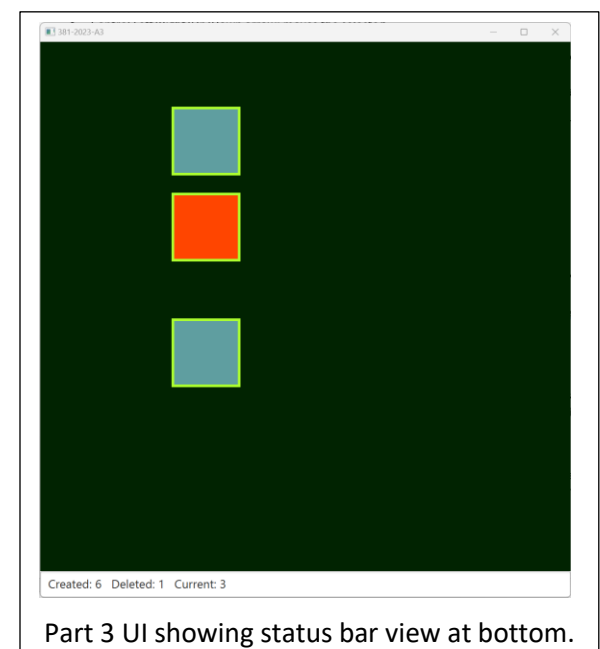 381-2023-A3
Created: 6 Deleted: 1 Current: 3
Part 3 UI showing status bar view at bottom.